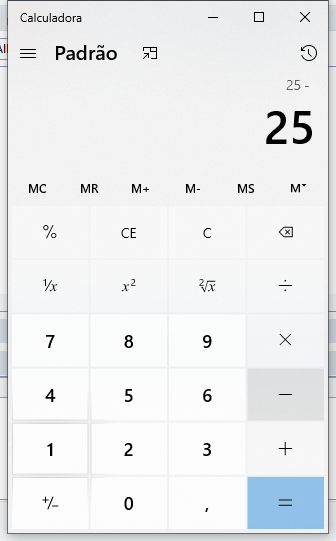 Calculadora
Padrão
25 -
25
MC MR M+ M- MS M˅
% CE C
¹/x x² ²√x ÷
7 8 9 ×
4 5 6 −
1 2 3 +
+/− 0 , =